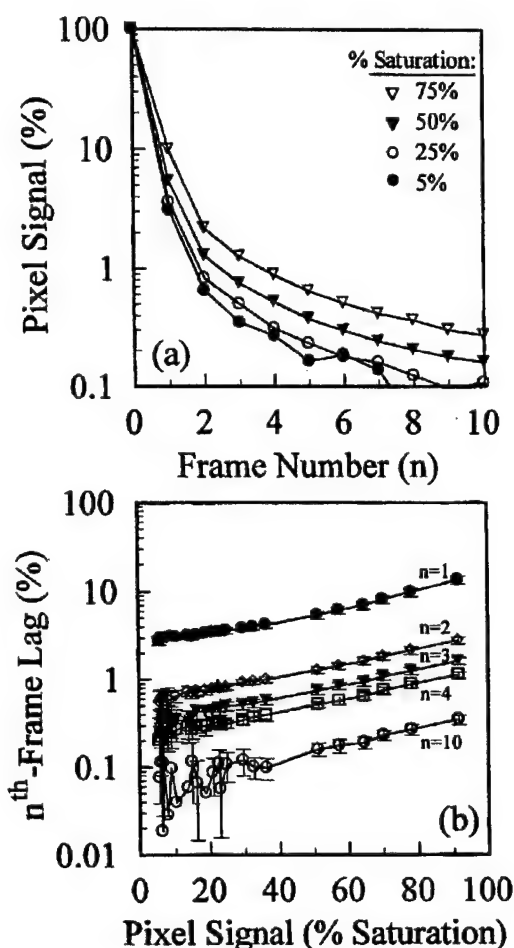 100
10
1
0.1
Pixel Signal (%)
% Saturation:
75%
50%
25%
5%
(a)
0 2 4 6 8 10
Frame Number (n)
100
10
1
0.1
0.01
nth-Frame Lag (%)
n=1
n=2
n=3
n=4
n=10
(b)
0 20 40 60 80 100
Pixel Signal (% Saturation)